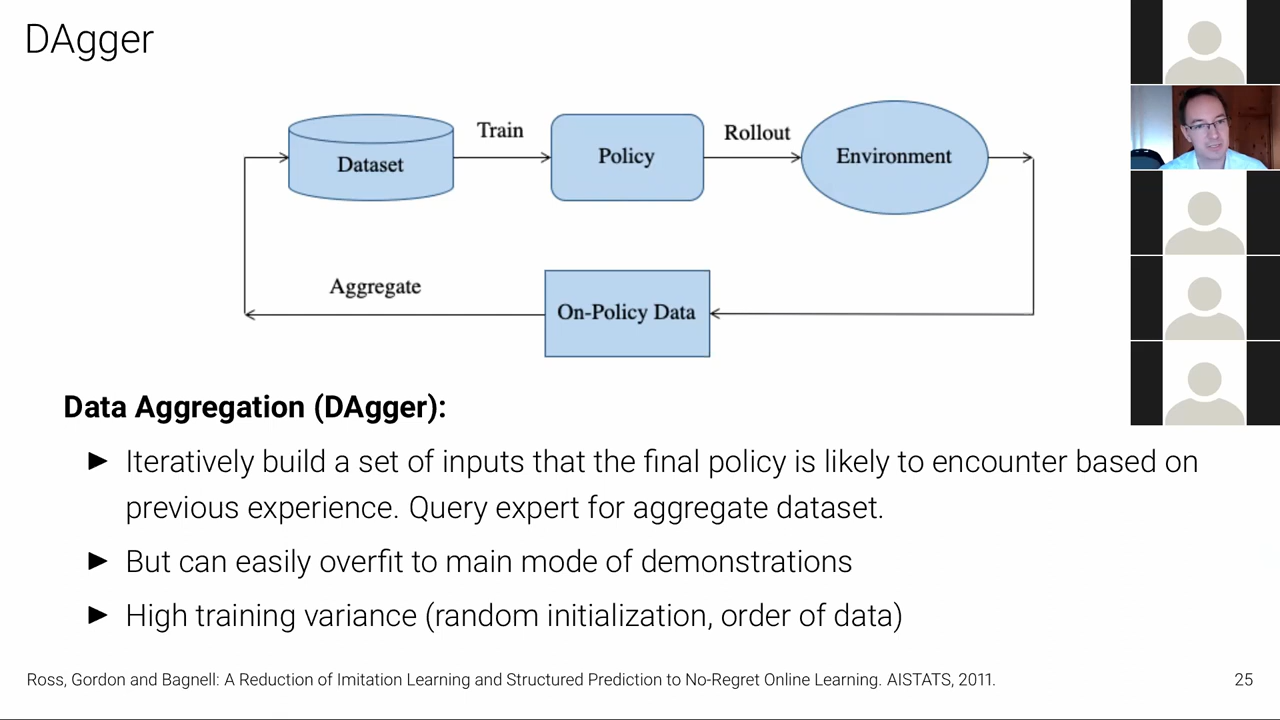 DAgger
Train
Rollout
Dataset
Policy
Environment
Aggregate
On-Policy Data
Data Aggregation (DAgger):
► Iteratively build a set of inputs that the final policy is likely to encounter based on
previous experience. Query expert for aggregate dataset.
► But can easily overfit to main mode of demonstrations
► High training variance (random initialization, order of data)
Ross, Gordon and Bagnell: A Reduction of Imitation Learning and Structured Prediction to No-Regret Online Learning. AISTATS, 2011.
25